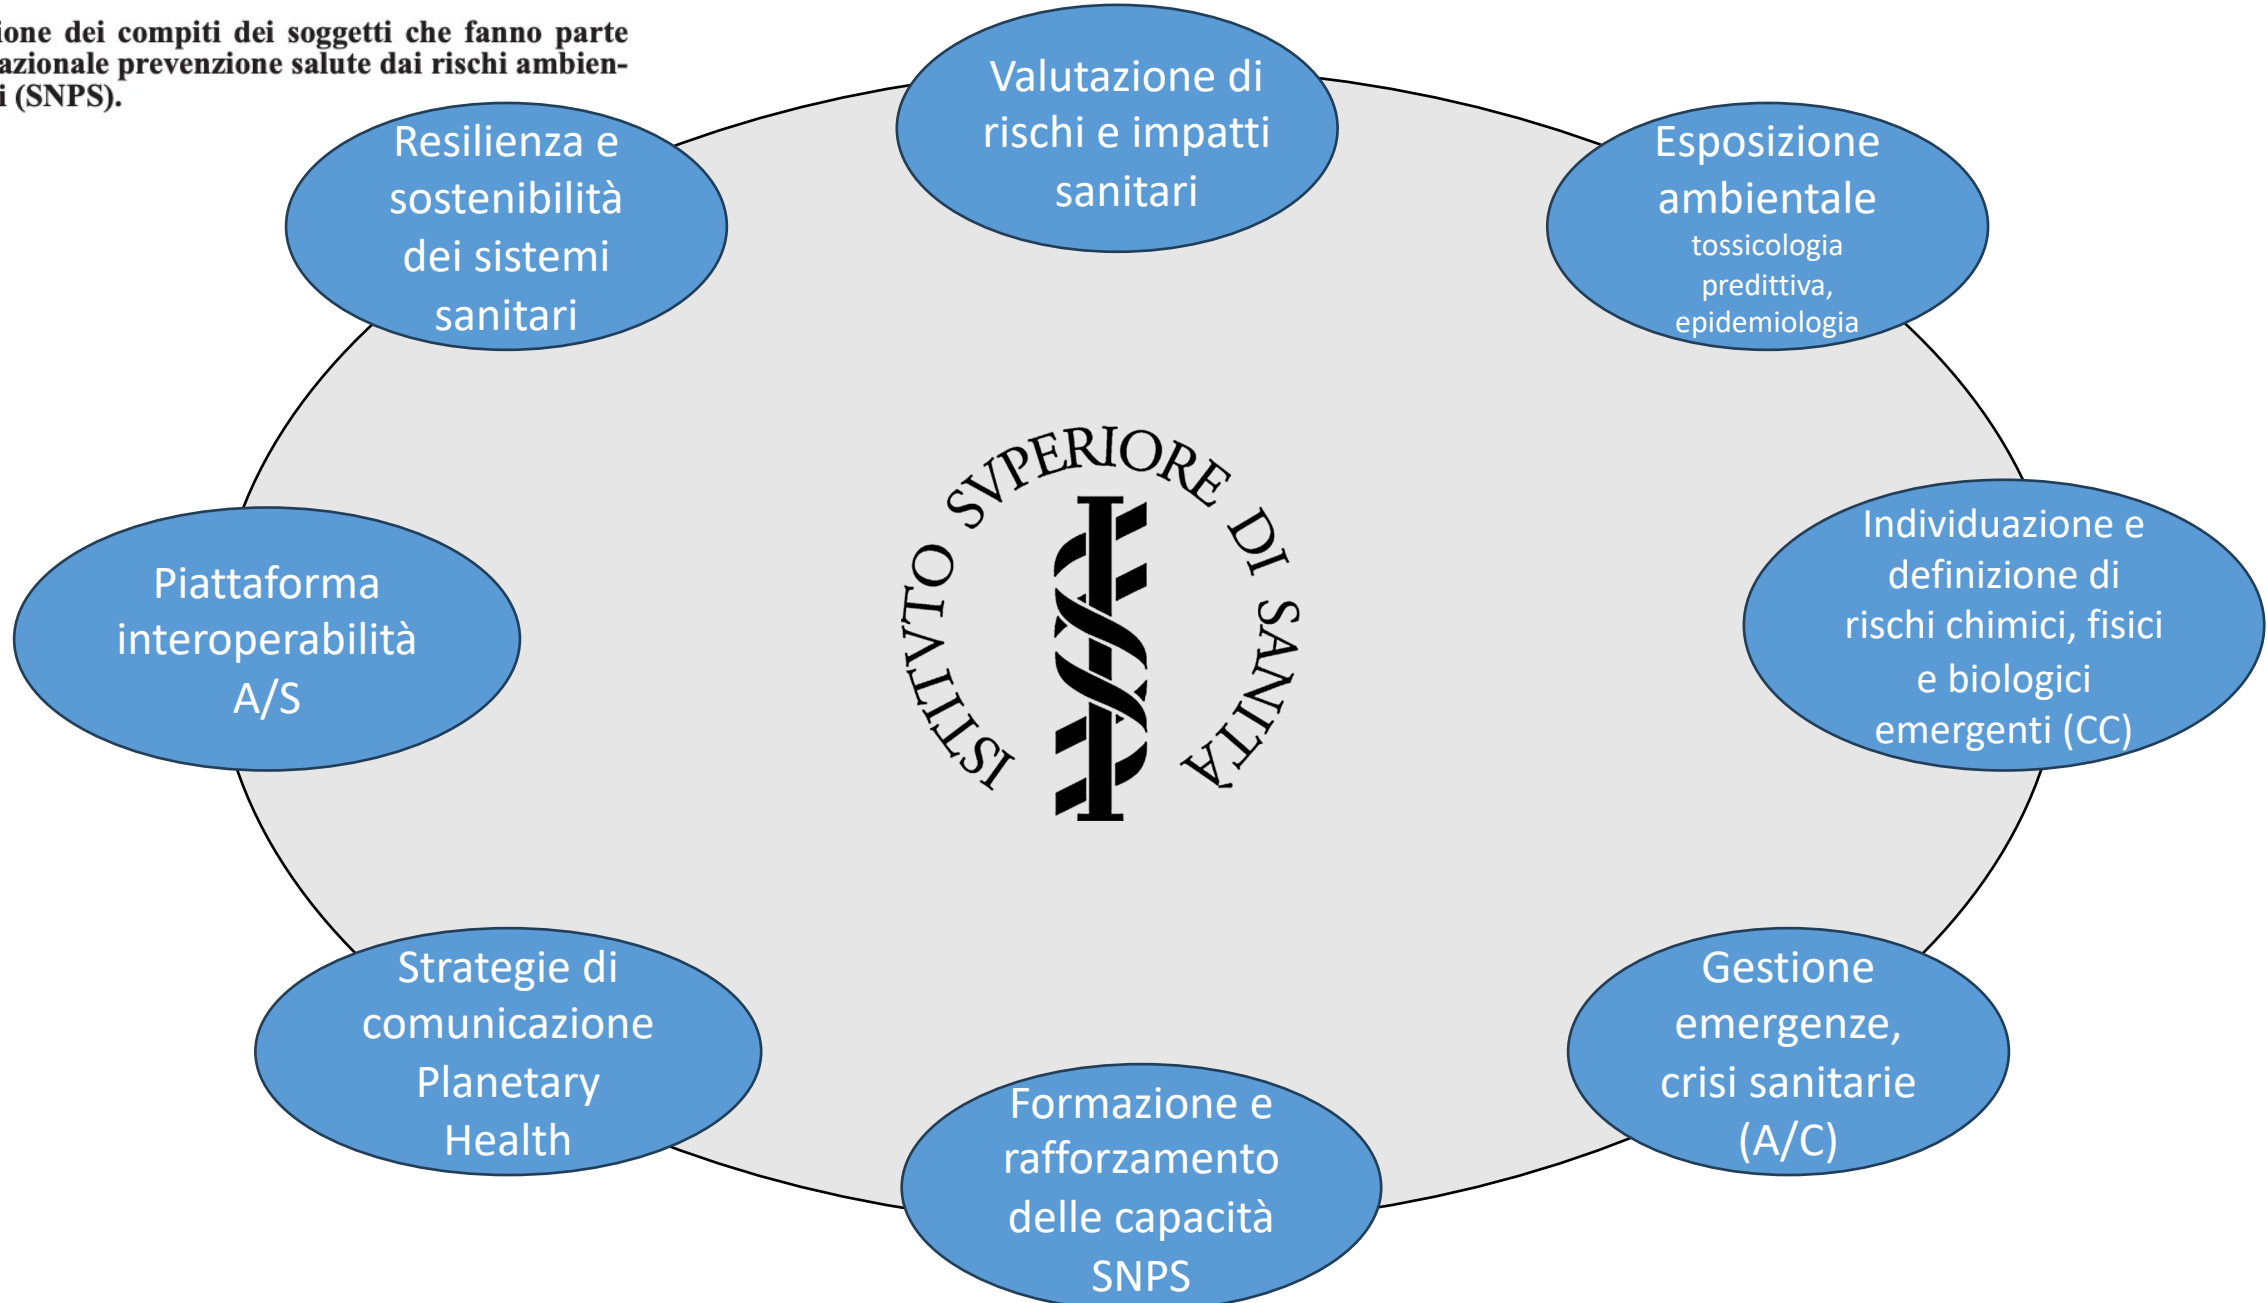 ione dei compiti dei soggetti che fanno parte
azionale prevenzione salute dai rischi ambien-
i (SNPS).
Valutazione di
rischi e impatti
sanitari
Resilienza e
sostenibilità
dei sistemi
sanitari
Esposizione
ambientale
tossicologia
predittiva,
epidemiologia
Piattaforma
interoperabilità
A/S
ISTITVTO SVPERIORE DI SANITÀ
Individuazione e
definizione di
rischi chimici, fisici
e biologici
emergenti (CC)
Strategie di
comunicazione
Planetary
Health
Formazione e
rafforzamento
delle capacità
SNPS
Gestione
emergenze,
crisi sanitarie
(A/C)